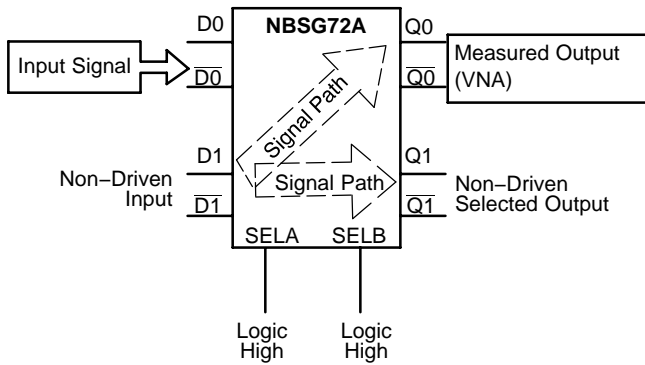 D0
NBSG72A
Q0
Input Signal
D0
Signal Path
Q0
Measured Output
(VNA)
D1
Q1
Non−Driven
Input
Signal Path
Non−Driven
Selected Output
D1
Q1
SELA
SELB
Logic
High
Logic
High